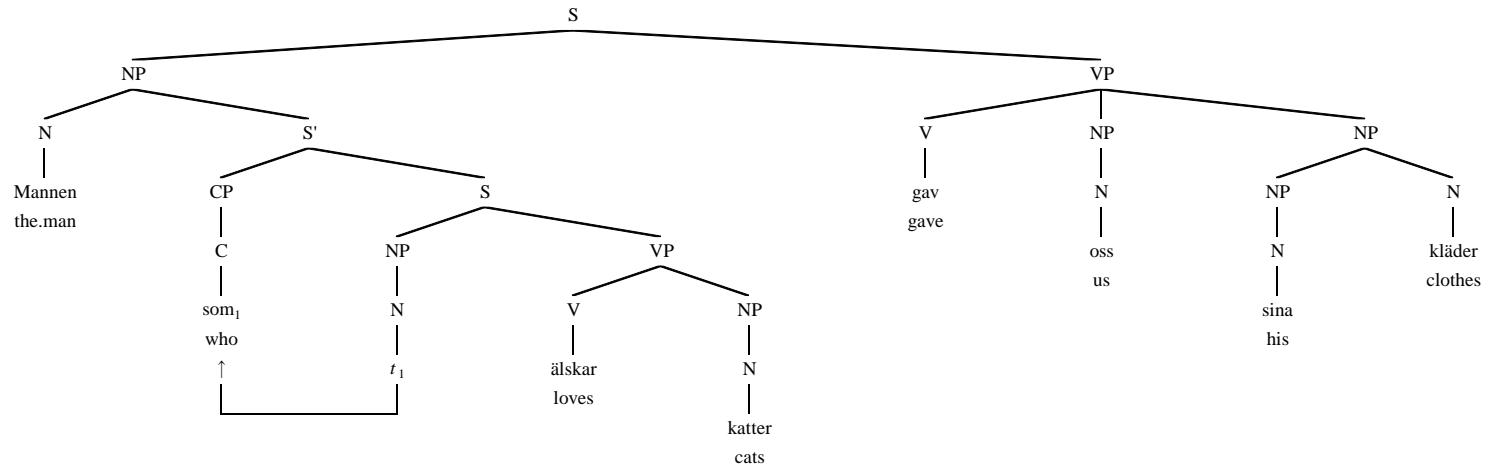 S
NP VP
N S' V NP NP
Mannen CP S gav N NP N
the.man gave
C NP VP oss N kläder
us clothes
som₁ N V NP sina
who his
↑ t₁ älskar N
loves
katter
cats